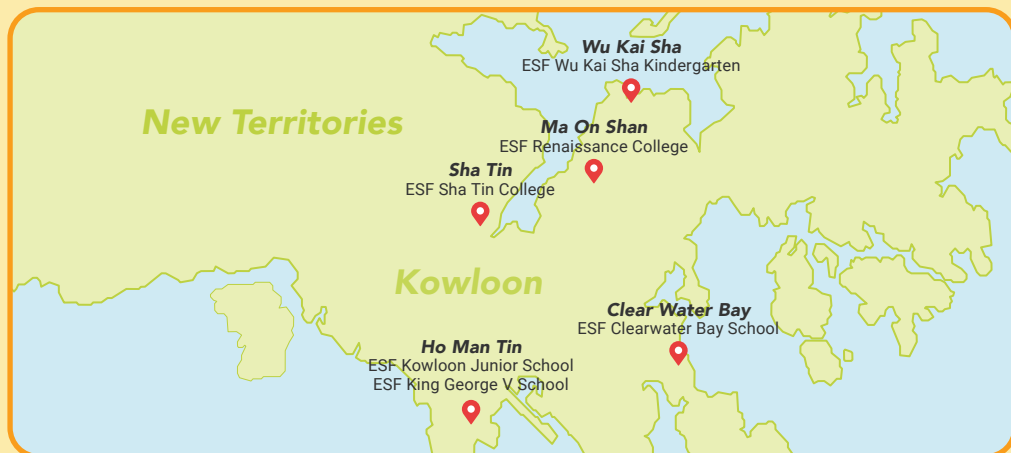 Wu Kai Sha
ESF Wu Kai Sha Kindergarten
New Territories
Ma On Shan
ESF Renaissance College
Sha Tin
ESF Sha Tin College
Kowloon
Clear Water Bay
ESF Clearwater Bay School
Ho Man Tin
ESF Kowloon Junior School
ESF King George V School